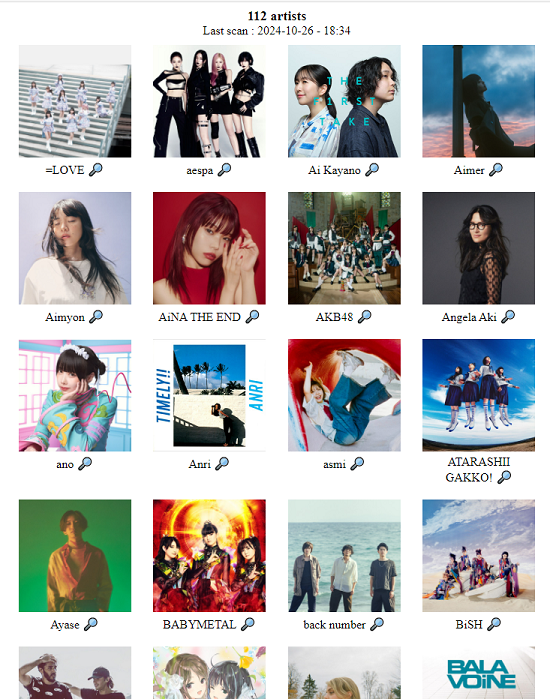 112 artists
Last scan : 2024-10-26 - 18:34
THE
FIRST
TAKE
=LOVE
aespa
Ai Kayano
Aimer
Aimyon
AiNA THE END
AKB48
Angela Aki
TIMELY!!
ANRI
ano
Anri
asmi
ATARASHII
GAKKO!
Ayase
BABYMETAL
back number
BiSH
BALA
VOiNE